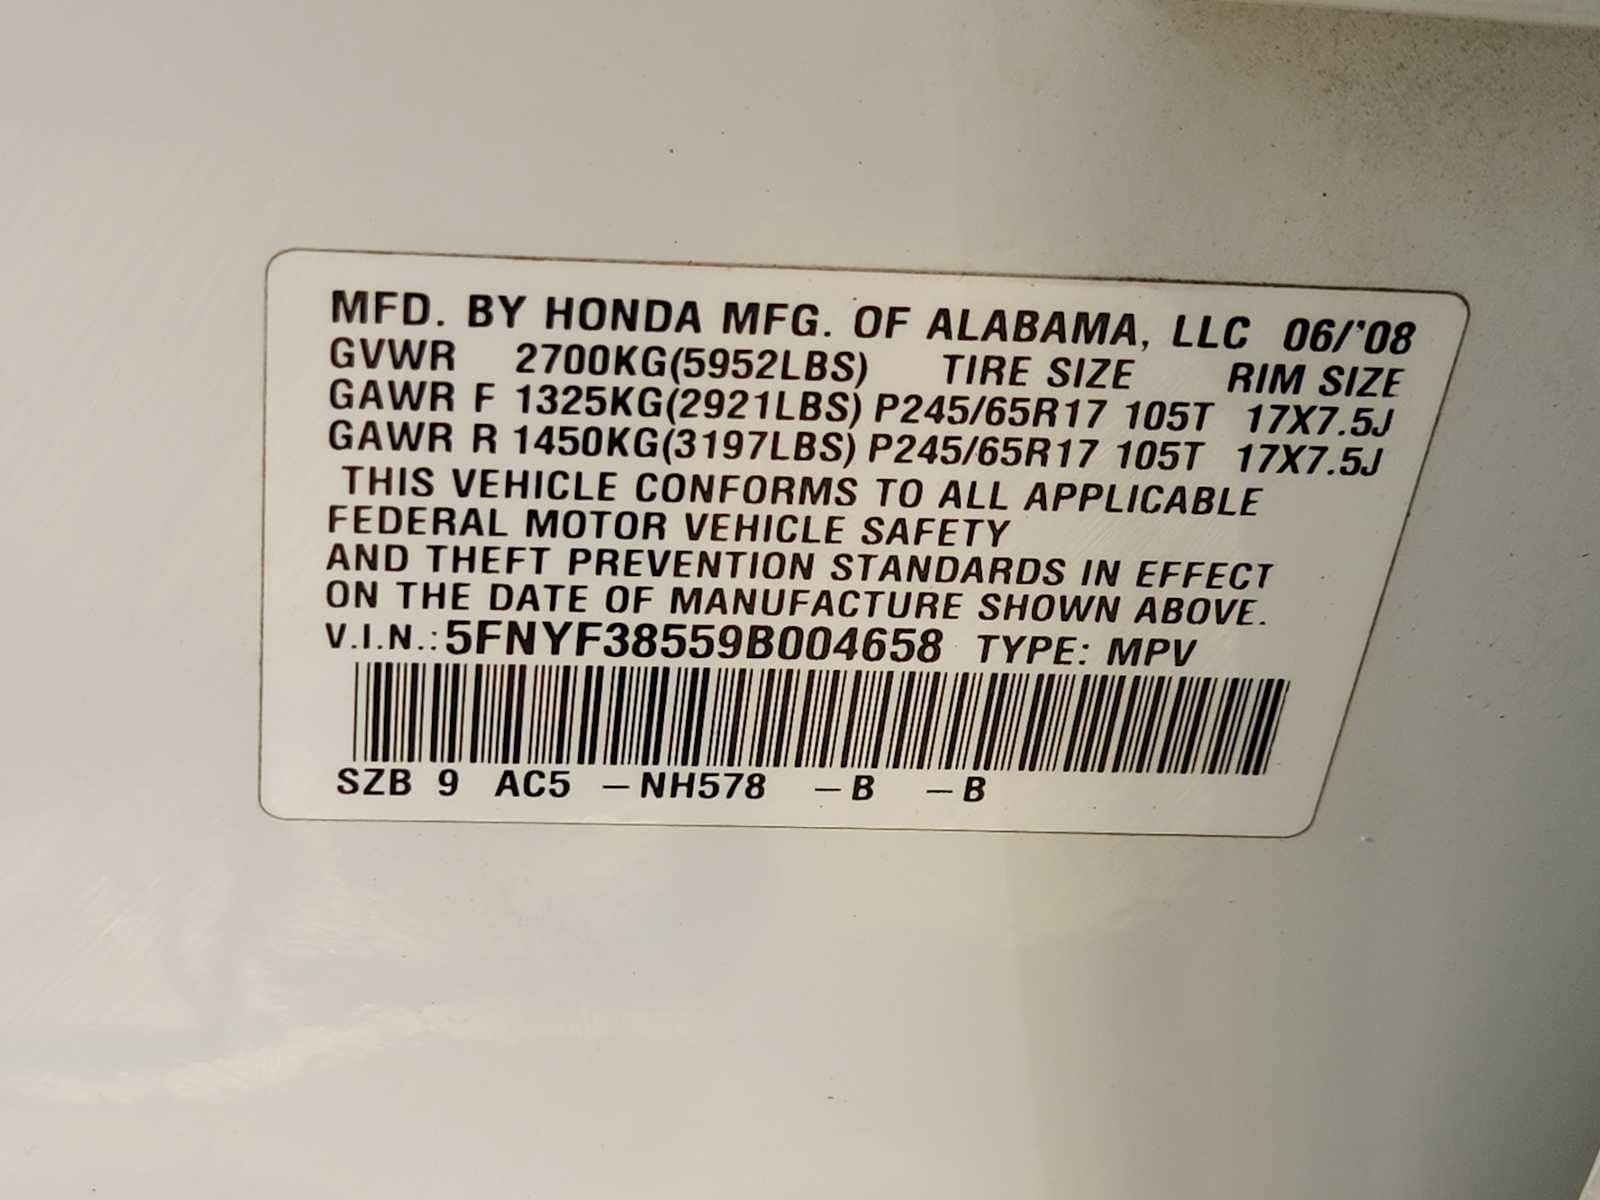 MFD. BY HONDA MFG. OF ALABAMA, LLC 06/'08
GVWR 2700KG(5952LBS) TIRE SIZE RIM SIZE
GAWR F 1325KG(2921LBS) P245/65R17 105T 17X7.5J
GAWR R 1450KG(3197LBS) P245/65R17 105T 17X7.5J
THIS VEHICLE CONFORMS TO ALL APPLICABLE
FEDERAL MOTOR VEHICLE SAFETY
AND THEFT PREVENTION STANDARDS IN EFFECT
ON THE DATE OF MANUFACTURE SHOWN ABOVE.
V.I.N.: 5FNYF38559B004658 TYPE: MPV
SZB 9 AC5 –NH578 –B –B